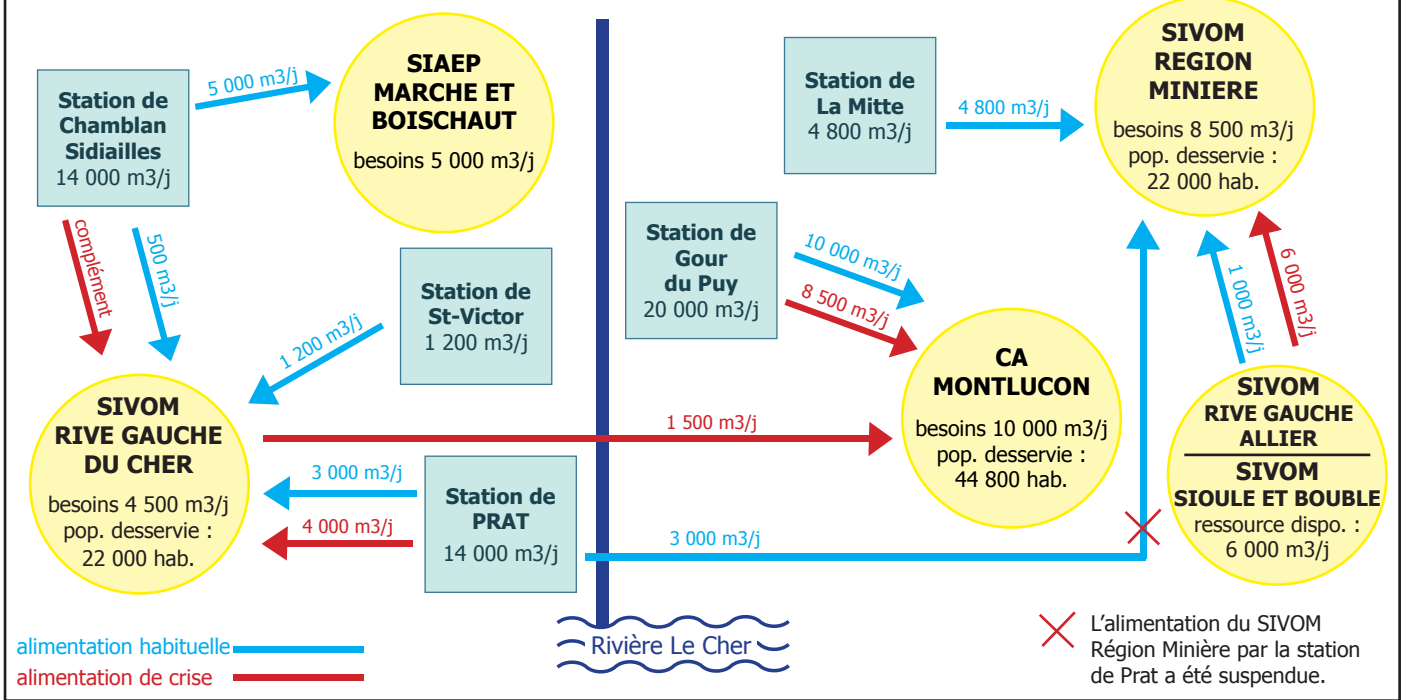 Station de
Chamblan
Sidiailles
14 000 m3/j
5 000 m3/j
SIAEP
MARCHE ET
BOISCHAUT
besoins 5 000 m3/j
complément
500 m3/j
Station de
St-Victor
1 200 m3/j
1 200 m3/j
SIVOM
RIVE GAUCHE
DU CHER
besoins 4 500 m3/j
pop. desservie :
22 000 hab.
3 000 m3/j
4 000 m3/j
Station de
PRAT
14 000 m3/j
1 500 m3/j
3 000 m3/j
Station de
La Mitte
4 800 m3/j
4 800 m3/j
SIVOM
REGION
MINIERE
besoins 8 500 m3/j
pop. desservie :
22 000 hab.
Station de
Gour
du Puy
20 000 m3/j
10 000 m3/j
8 500 m3/j
CA
MONTLUCON
besoins 10 000 m3/j
pop. desservie :
44 800 hab.
1 000 m3/j
6 000 m3/j
SIVOM
RIVE GAUCHE
ALLIER
SIVOM
SIOULE ET BOUBLE
ressource dispo. :
6 000 m3/j
alimentation habituelle
alimentation de crise
Rivière Le Cher
L'alimentation du SIVOM
Région Minière par la station
de Prat a été suspendue.